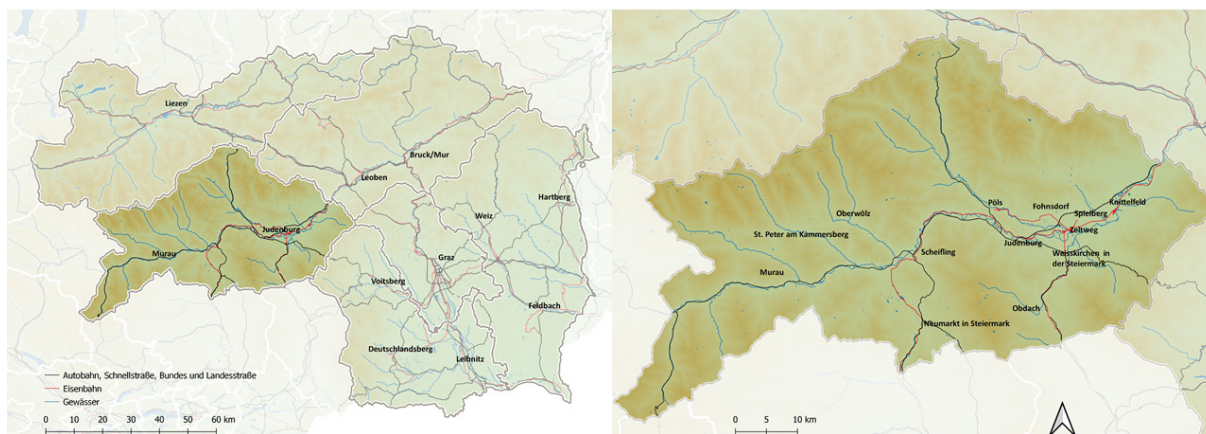 Liezen
Bruck/Mur
Leoben
Hartberg
Weiz
Judenburg
Murau
Graz
Voitsberg
Feldbach
Deutschlandsberg
Leibnitz
Autobahn, Schnellstraße, Bundes und Landesstraße
Eisenbahn
Gewässer
0 10 20 30 40 50 60 km
Pöls
Fohnsdorf
Spielberg
Knittelfeld
Oberwölz
St. Peter am Kammersberg
Zeltweg
Judenburg
Scheifling
Weisskirchen in
der Steiermark
Murau
Obdach
Neumarkt in Steiermark
0 5 10 km